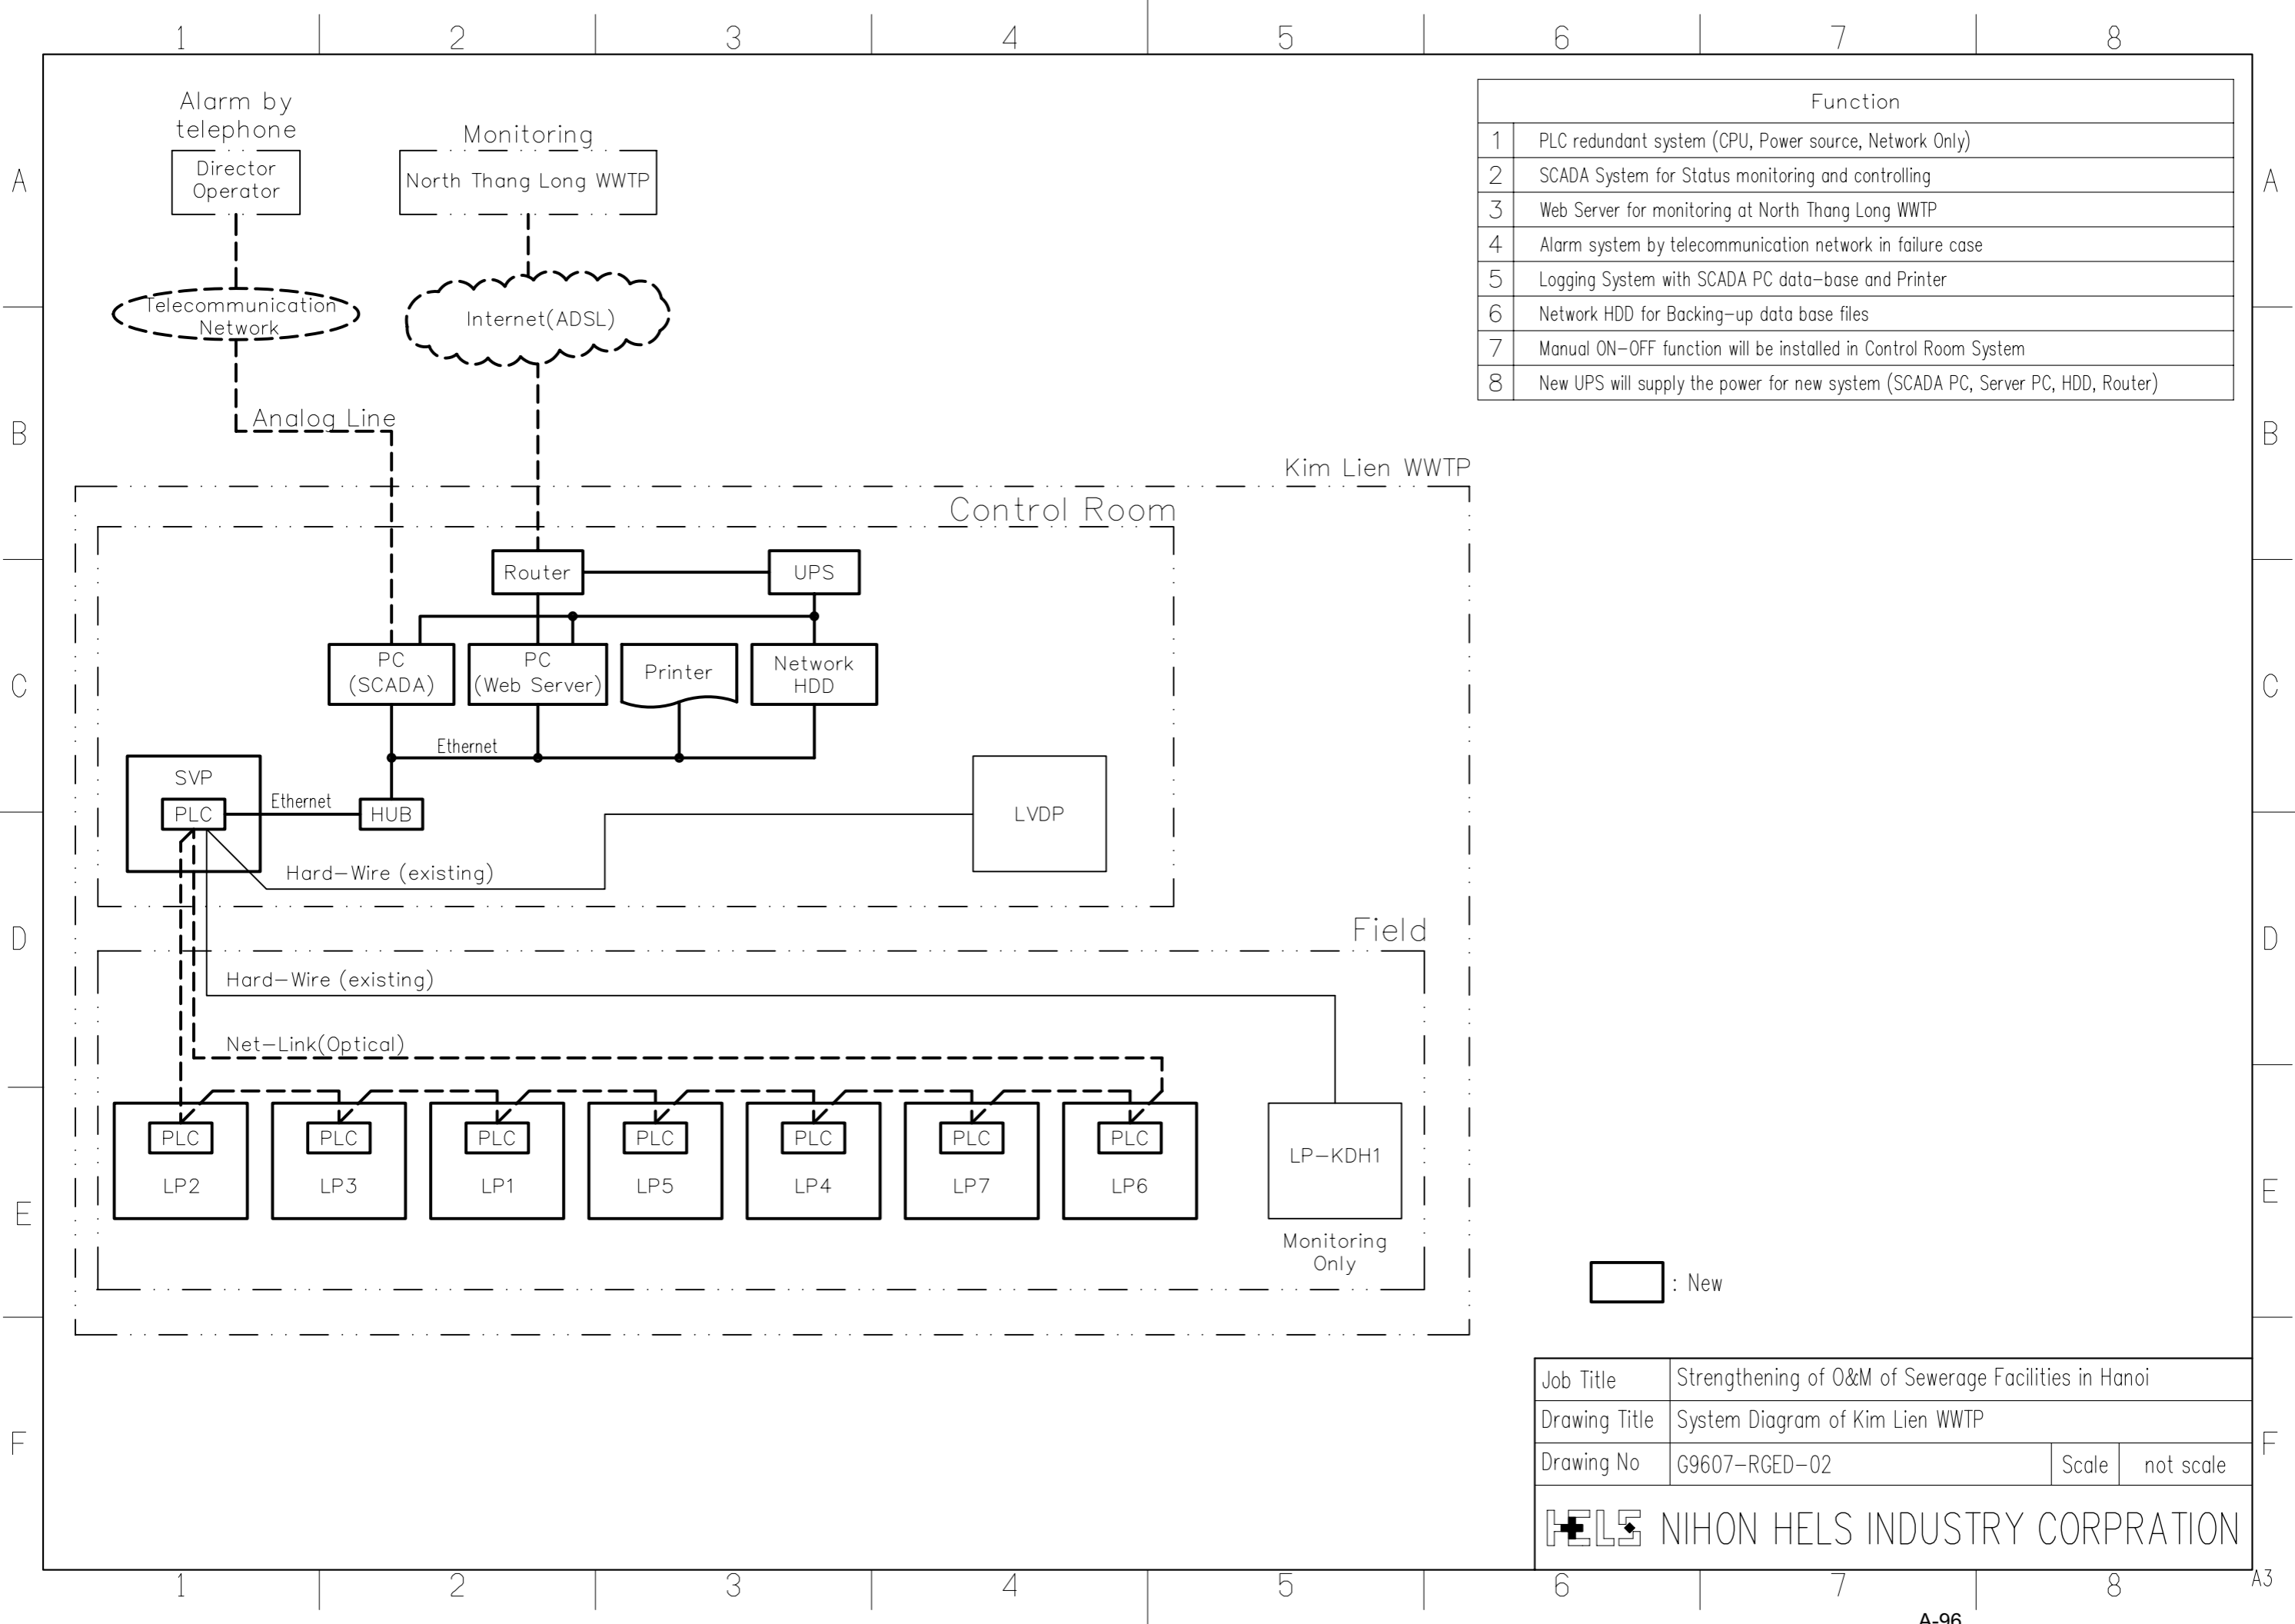 1 2 3 4 5 6 7 8
Alarm by
telephone
Director
Operator
Monitoring
North Thang Long WWTP
Function
1 PLC redundant system (CPU, Power source, Network Only)
2 SCADA System for Status monitoring and controlling
3 Web Server for monitoring at North Thang Long WWTP
4 Alarm system by telecommunication network in failure case
5 Logging System with SCADA PC data-base and Printer
6 Network HDD for Backing-up data base files
7 Manual ON-OFF function will be installed in Control Room System
8 New UPS will supply the power for new system (SCADA PC, Server PC, HDD, Router)
A A
Telecommunication
Network
Internet(ADSL)
Analog Line
B B
Kim Lien WWTP
Control Room
Router
UPS
PC
(SCADA)
PC
(Web Server)
Printer
Network
HDD
C C
Ethernet
SVP
PLC
Ethernet
HUB
LVDP
Hard-Wire (existing)
D D
Field
Hard-Wire (existing)
Net-Link(Optical)
PLC PLC PLC PLC PLC PLC PLC
LP2 LP3 LP1 LP5 LP4 LP7 LP6
LP-KDH1
Monitoring
Only
E E
: New
F F
Job Title Strengthening of O&M of Sewerage Facilities in Hanoi
Drawing Title System Diagram of Kim Lien WWTP
Drawing No G9607-RGED-02 Scale not scale
HELS NIHON HELS INDUSTRY CORPRATION
1 2 3 4 5 6 7 8
A3
A-96